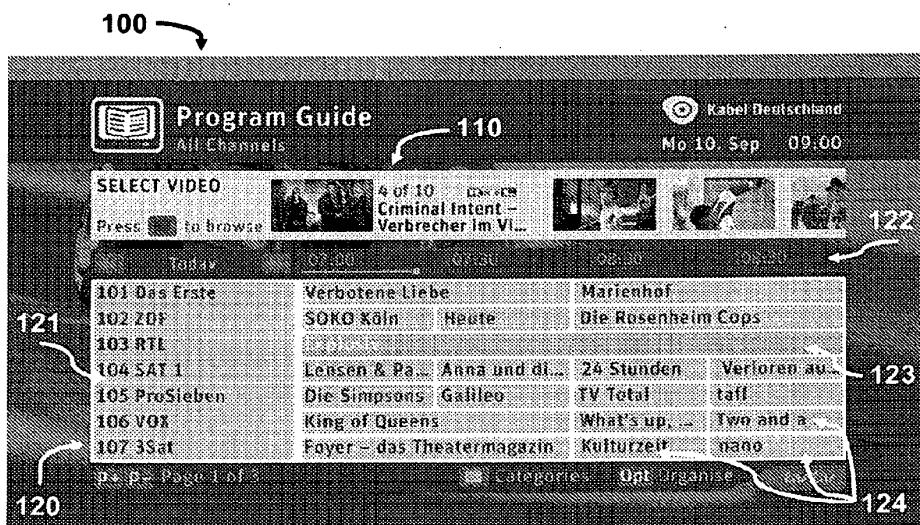 100
Program Guide
All Channels
Kabel Deutschland
Mo 10. Sep 09:00
110
SELECT VIDEO
Press to browse
4 of 10
Criminal Intent –
Verbrecher im Vi...
122
Today
101 Das Erste Verbotene Liebe Marienhof
121
102 ZDF SOKO Köln Heute Die Rosenheim Cops
103 RTL
104 SAT 1 Lensen & Pa... Anna und di... 24 Stunden Verloren au...
123
105 ProSieben Die Simpsons Galileo TV Total taff
106 VOX King of Queens What's up, ... Two and a ...
107 3Sat Foyer – das Theatermagazin Kulturzeit nano
120
Page 1 of Categories Opt Organise
124